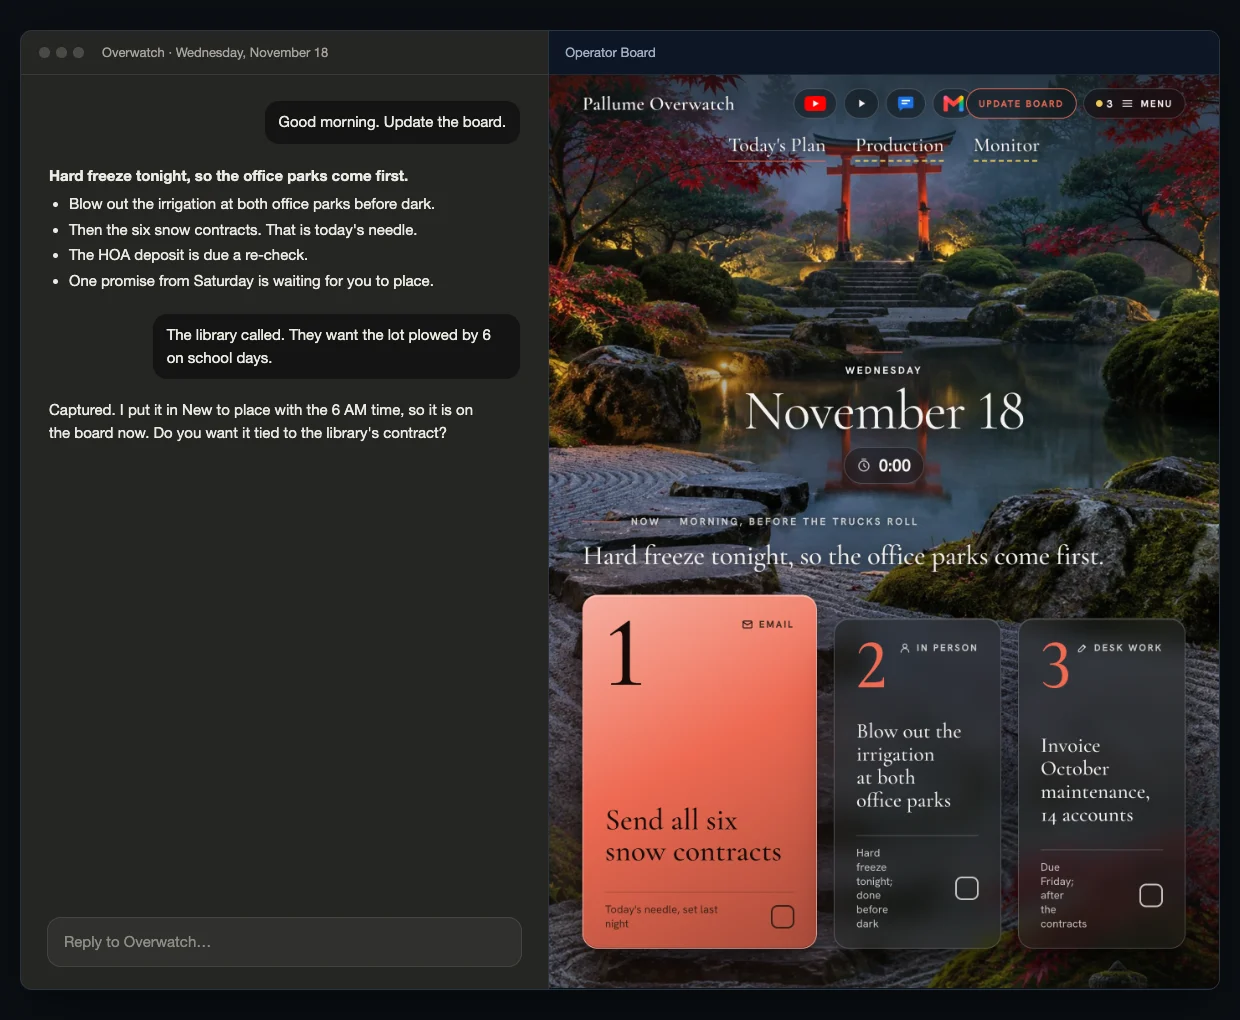 Overwatch · Wednesday, November 18
Good morning. Update the board.
Hard freeze tonight, so the office parks come first.
• Blow out the irrigation at both office parks before dark.
• Then the six snow contracts. That is today's needle.
• The HOA deposit is due a re-check.
• One promise from Saturday is waiting for you to place.
The library called. They want the lot plowed by 6
on school days.
Captured. I put it in New to place with the 6 AM time, so it is on
the board now. Do you want it tied to the library's contract?
Reply to Overwatch...
Operator Board
Pallume Overwatch
UPDATE BOARD
3 MENU
Today's Plan Production Monitor
WEDNESDAY
November 18
0:00
NOW · MORNING, BEFORE THE TRUCKS ROLL
Hard freeze tonight, so the office parks come first.
1
EMAIL
Send all six
snow contracts
Today's needle, set last
night
2
IN PERSON
Blow out the
irrigation
at both
office parks
Hard
freeze
tonight;
done
before
dark
3
DESK WORK
Invoice
October
maintenance,
14 accounts
Due
Friday;
after
the
contracts